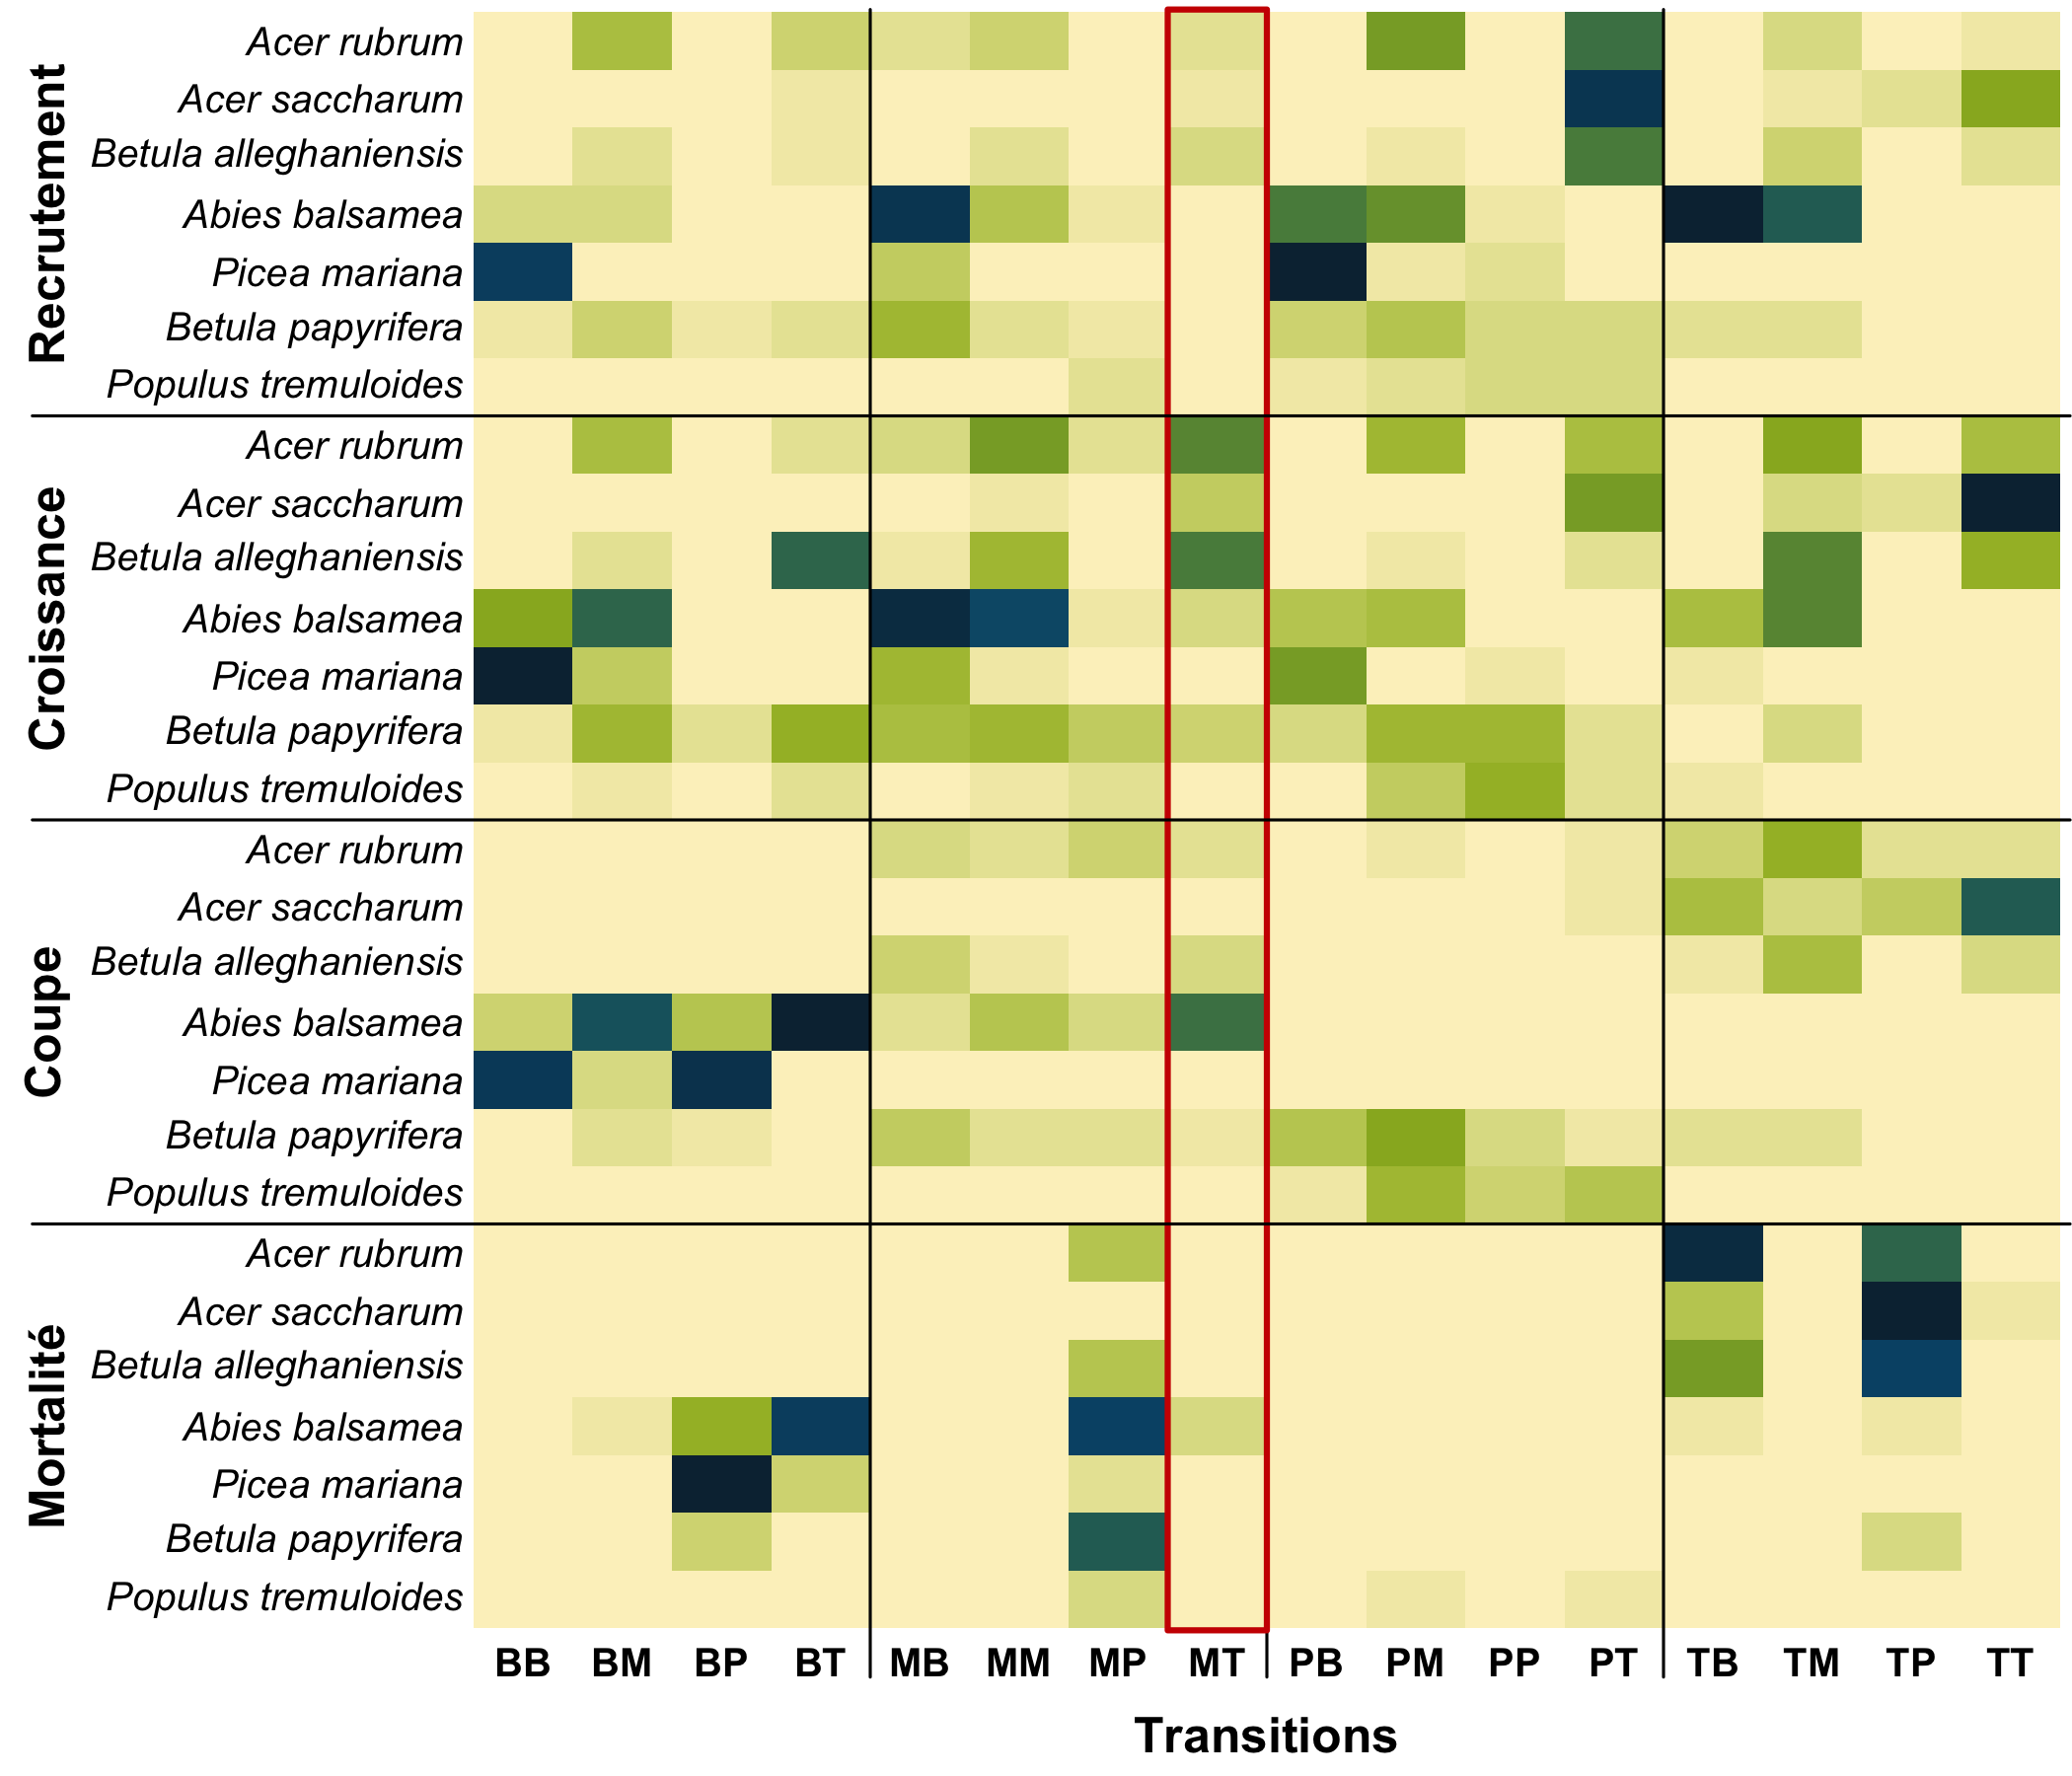 Recrutement
Acer rubrum
Acer saccharum
Betula alleghaniensis
Abies balsamea
Picea mariana
Betula papyrifera
Populus tremuloides
Croissance
Acer rubrum
Acer saccharum
Betula alleghaniensis
Abies balsamea
Picea mariana
Betula papyrifera
Populus tremuloides
Coupe
Acer rubrum
Acer saccharum
Betula alleghaniensis
Abies balsamea
Picea mariana
Betula papyrifera
Populus tremuloides
Mortalité
Acer rubrum
Acer saccharum
Betula alleghaniensis
Abies balsamea
Picea mariana
Betula papyrifera
Populus tremuloides
BB BM BP BT MB MM MP MT PB PM PP PT TB TM TP TT
Transitions